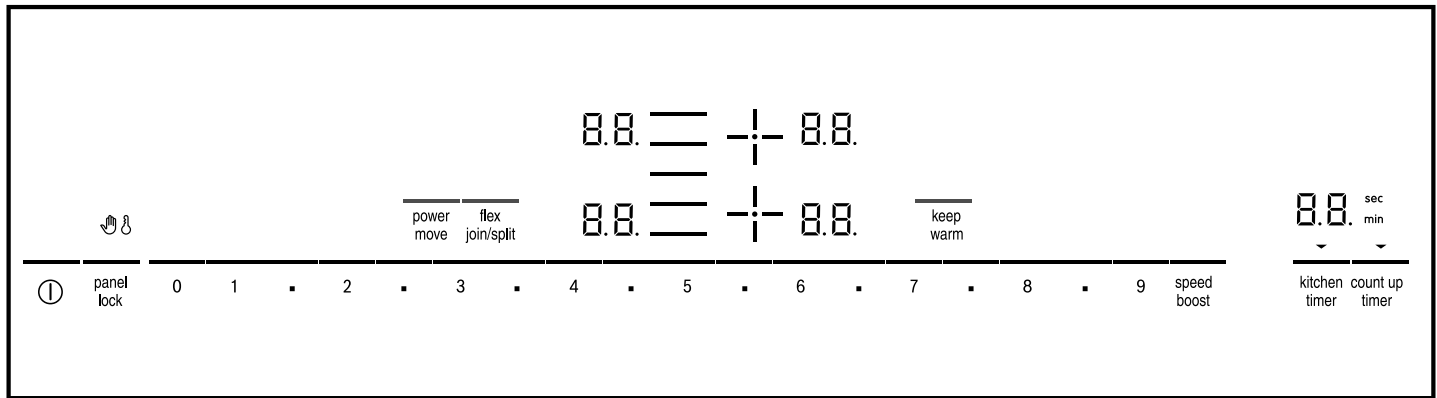 8.8. 8.8.
8.8. 8.8.
power move
flex join/split
keep warm
8.8. sec min
panel lock
0 1 . 2 . 3 . 4 . 5 . 6 . 7 . 8 . 9
speed boost
kitchen timer
count up timer